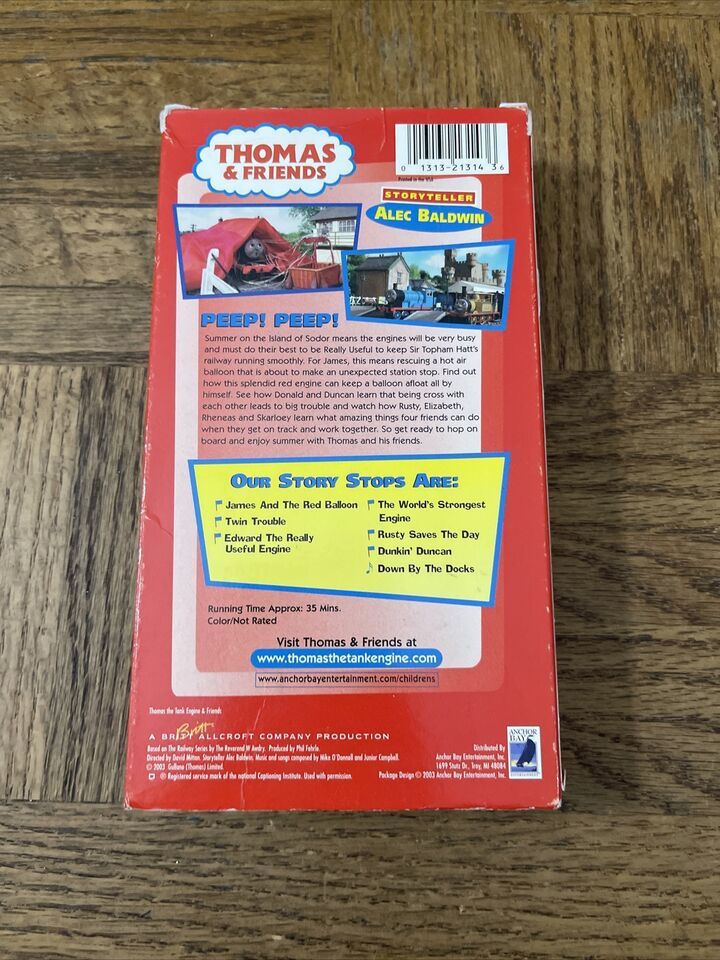 THOMAS
& FRIENDS
0 1313-21314 3 6
Printed in the USA
STORYTELLER
ALEC BALDWIN
PEEP! PEEP!
Summer on the Island of Sodor means the engines will be very busy
and must do their best to be Really Useful to keep Sir Topham Hatt's
railway running smoothly. For James, this means rescuing a hot air
balloon that is about to make an unexpected station stop. Find out
how this splendid red engine can keep a balloon afloat all by
himself. See how Donald and Duncan learn that being cross with
each other leads to big trouble and watch how Rusty, Elizabeth,
Rheneas and Skarloey learn what amazing things four friends can do
when they get on track and work together. So get ready to hop on
board and enjoy summer with Thomas and his friends.
OUR STORY STOPS ARE:
James And The Red Balloon
Twin Trouble
Edward The Really
Useful Engine
The World's Strongest
Engine
Rusty Saves The Day
Dunkin' Duncan
Down By The Docks
Running Time Approx: 35 Mins.
Color/Not Rated
Visit Thomas & Friends at
www.thomasthetankengine.com
www.anchorbayentertainment.com/childrens
Thomas the Tank Engine & Friends
Britt
A BRITT ALLCROFT COMPANY PRODUCTION
Based on The Railway Series by The Reverend W Awdry. Produced by Phil Fehrle.
Directed by David Mitton. Storyteller Alec Baldwin, Music and songs composed by Mike O'Donnell and Junior Campbell.
© 2003 Gullane (Thomas) Limited.
® Registered service mark of the National Captioning Institute. Used with permission.
Distributed By
Anchor Bay Entertainment, Inc.
1699 Stutz Dr., Troy, MI 48084
Package Design © 2003 Anchor Bay Entertainment, Inc.
ANCHOR
BAY
ENTERTAINMENT